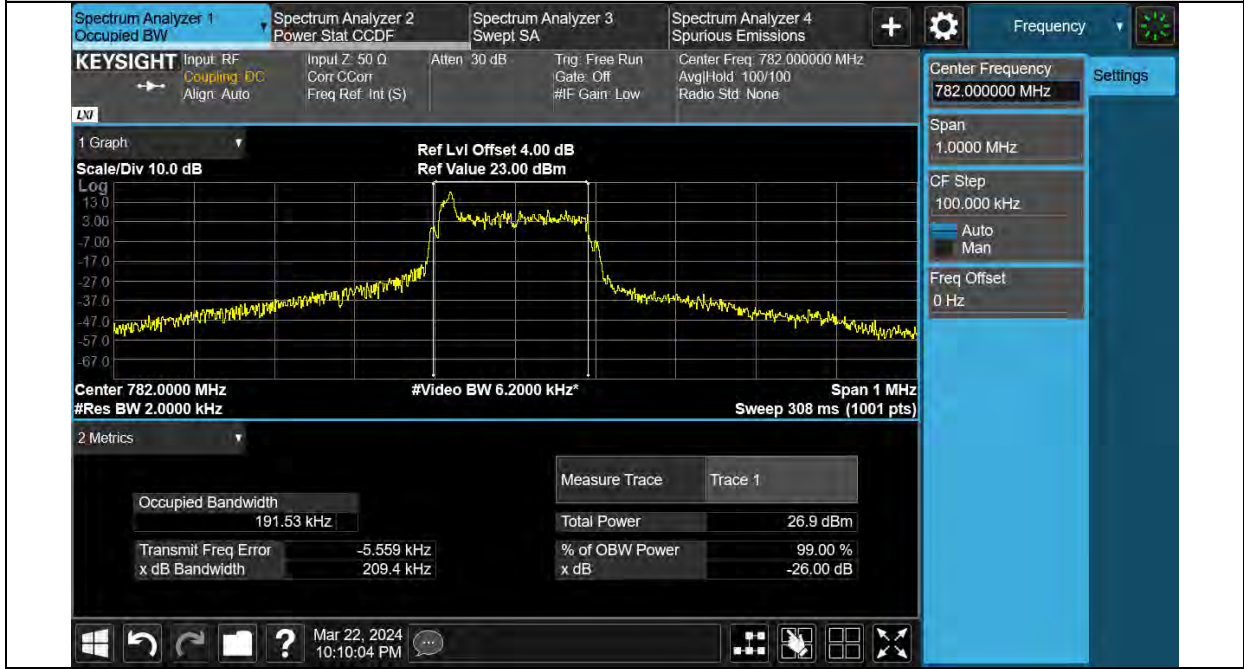 Spectrum Analyzer 1
Occupied BW
Spectrum Analyzer 2
Power Stat CCDF
Spectrum Analyzer 3
Swept SA
Spectrum Analyzer 4
Spurious Emissions
Frequency
KEYSIGHT
Input: RF
Coupling: DC
Align: Auto
Input Z: 50 Ω
Corr CCorr
Freq Ref: Int (S)
Atten: 30 dB
Trig: Free Run
Gate: Off
#IF Gain: Low
Center Freq: 782.000000 MHz
Avg|Hold: 100/100
Radio Std: None
LXI
1 Graph
Scale/Div 10.0 dB
Ref Lvl Offset 4.00 dB
Ref Value 23.00 dBm
Log
13.0
3.00
-7.00
-17.0
-27.0
-37.0
-47.0
-57.0
-67.0
Center 782.0000 MHz
#Res BW 2.0000 kHz
#Video BW 6.2000 kHz*
Span 1 MHz
Sweep 308 ms (1001 pts)
2 Metrics
Measure Trace Trace 1
Occupied Bandwidth
191.53 kHz
Total Power 26.9 dBm
Transmit Freq Error -5.559 kHz
% of OBW Power 99.00 %
x dB Bandwidth 209.4 kHz
x dB -26.00 dB
Center Frequency
782.000000 MHz
Settings
Span
1.0000 MHz
CF Step
100.000 kHz
Auto
Man
Freq Offset
0 Hz
?
Mar 22, 2024
10:10:04 PM